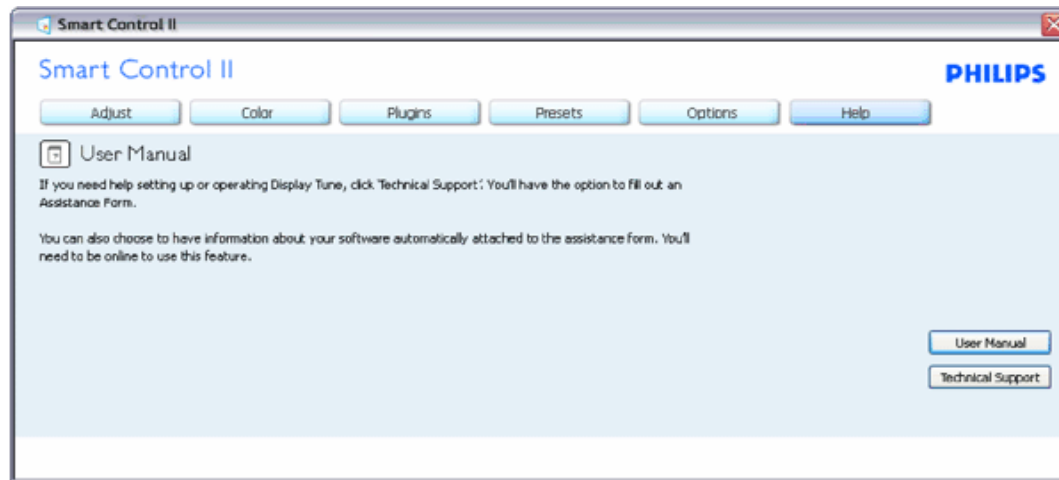 Smart Control II
Smart Control II
PHILIPS
Adjust
Color
Plugins
Presets
Options
Help
User Manual
If you need help setting up or operating Display Tune, click 'Technical Support'. You'll have the option to fill out an
Assistance Form.
You can also choose to have information about your software automatically attached to the assistance form. You'll
need to be online to use this feature.
User Manual
Technical Support